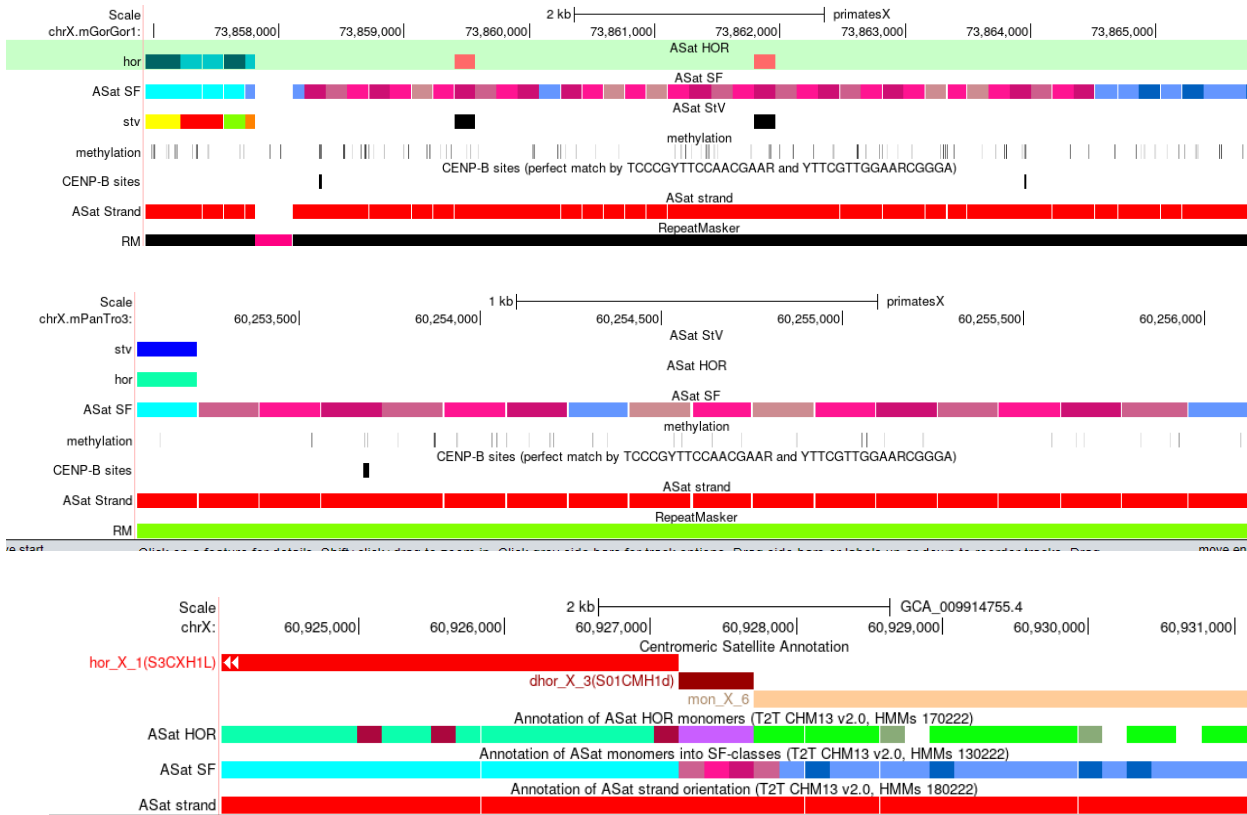 Scale 2 kb primatesX
chrX.mGorGor1: 73,858,000 73,859,000 73,860,000 73,861,000 73,862,000 73,863,000 73,864,000 73,865,000
ASat HOR
hor
ASat SF
ASat SF
ASat StV
stv
methylation
methylation
CENP-B sites (perfect match by TCCCGYTTCCAACGAAR and YTTCGTTGGAARCGGGA)
CENP-B sites
ASat strand
ASat Strand
RepeatMasker
RM
Scale 1 kb primatesX
chrX.mPanTro3: 60,253,500 60,254,000 60,254,500 60,255,000 60,255,500 60,256,000
ASat StV
stv
ASat HOR
hor
ASat SF
ASat SF
methylation
methylation
CENP-B sites (perfect match by TCCCGYTTCCAACGAAR and YTTCGTTGGAARCGGGA)
CENP-B sites
ASat strand
ASat Strand
RepeatMasker
RM
Scale 2 kb GCA_009914755.4
chrX: 60,925,000 60,926,000 60,927,000 60,928,000 60,929,000 60,930,000 60,931,000
Centromeric Satellite Annotation
hor_X_1(S3CXH1L)
dhor_X_3(S01CMH1d)
mon_X_6
Annotation of ASat HOR monomers (T2T CHM13 v2.0, HMMs 170222)
ASat HOR
Annotation of ASat monomers into SF-classes (T2T CHM13 v2.0, HMMs 130222)
ASat SF
Annotation of ASat strand orientation (T2T CHM13 v2.0, HMMs 180222)
ASat strand